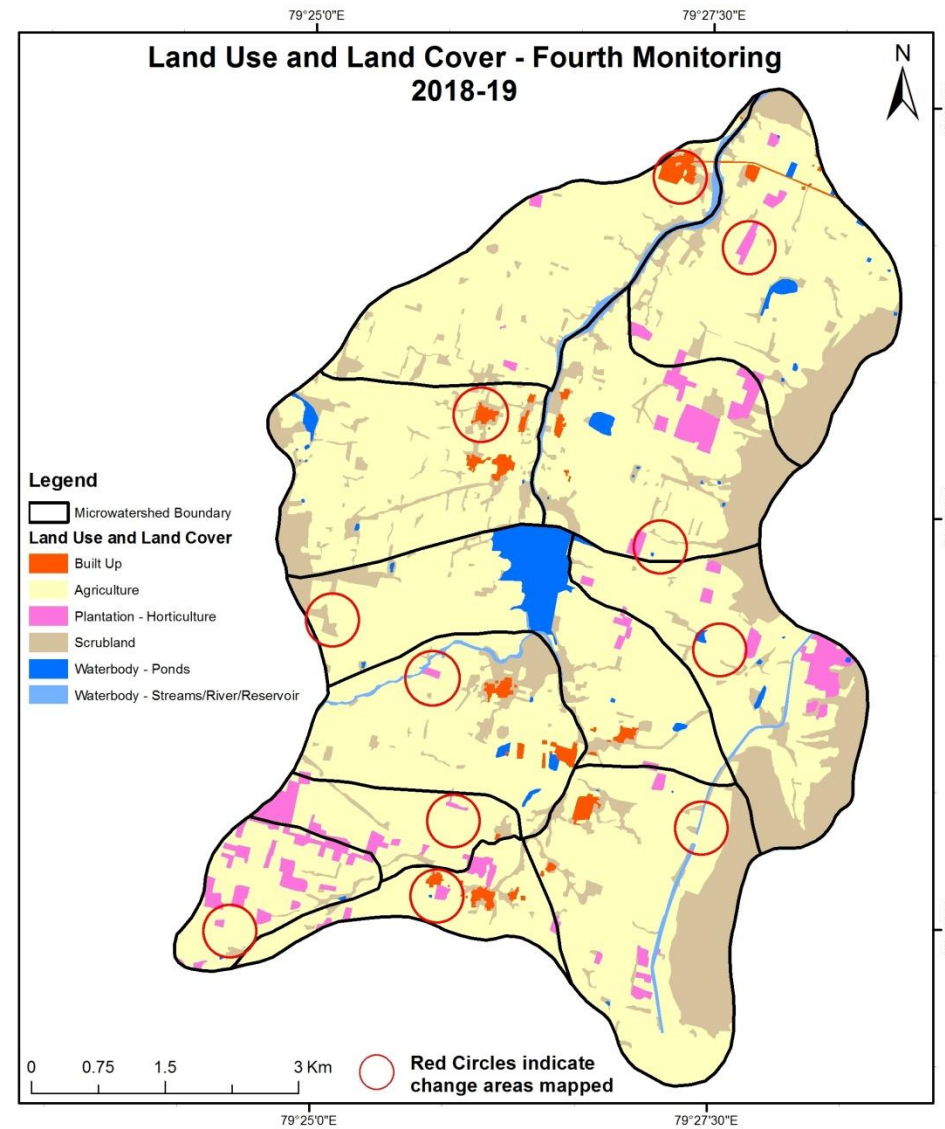 79°25'0"E
79°27'30"E
Land Use and Land Cover - Fourth Monitoring
2018-19
N
Legend
Microwatershed Boundary
Land Use and Land Cover
Built Up
Agriculture
Plantation - Horticulture
Scrubland
Waterbody - Ponds
Waterbody - Streams/River/Reservoir
0 0.75 1.5 3 Km
Red Circles indicate
change areas mapped
79°25'0"E
79°27'30"E